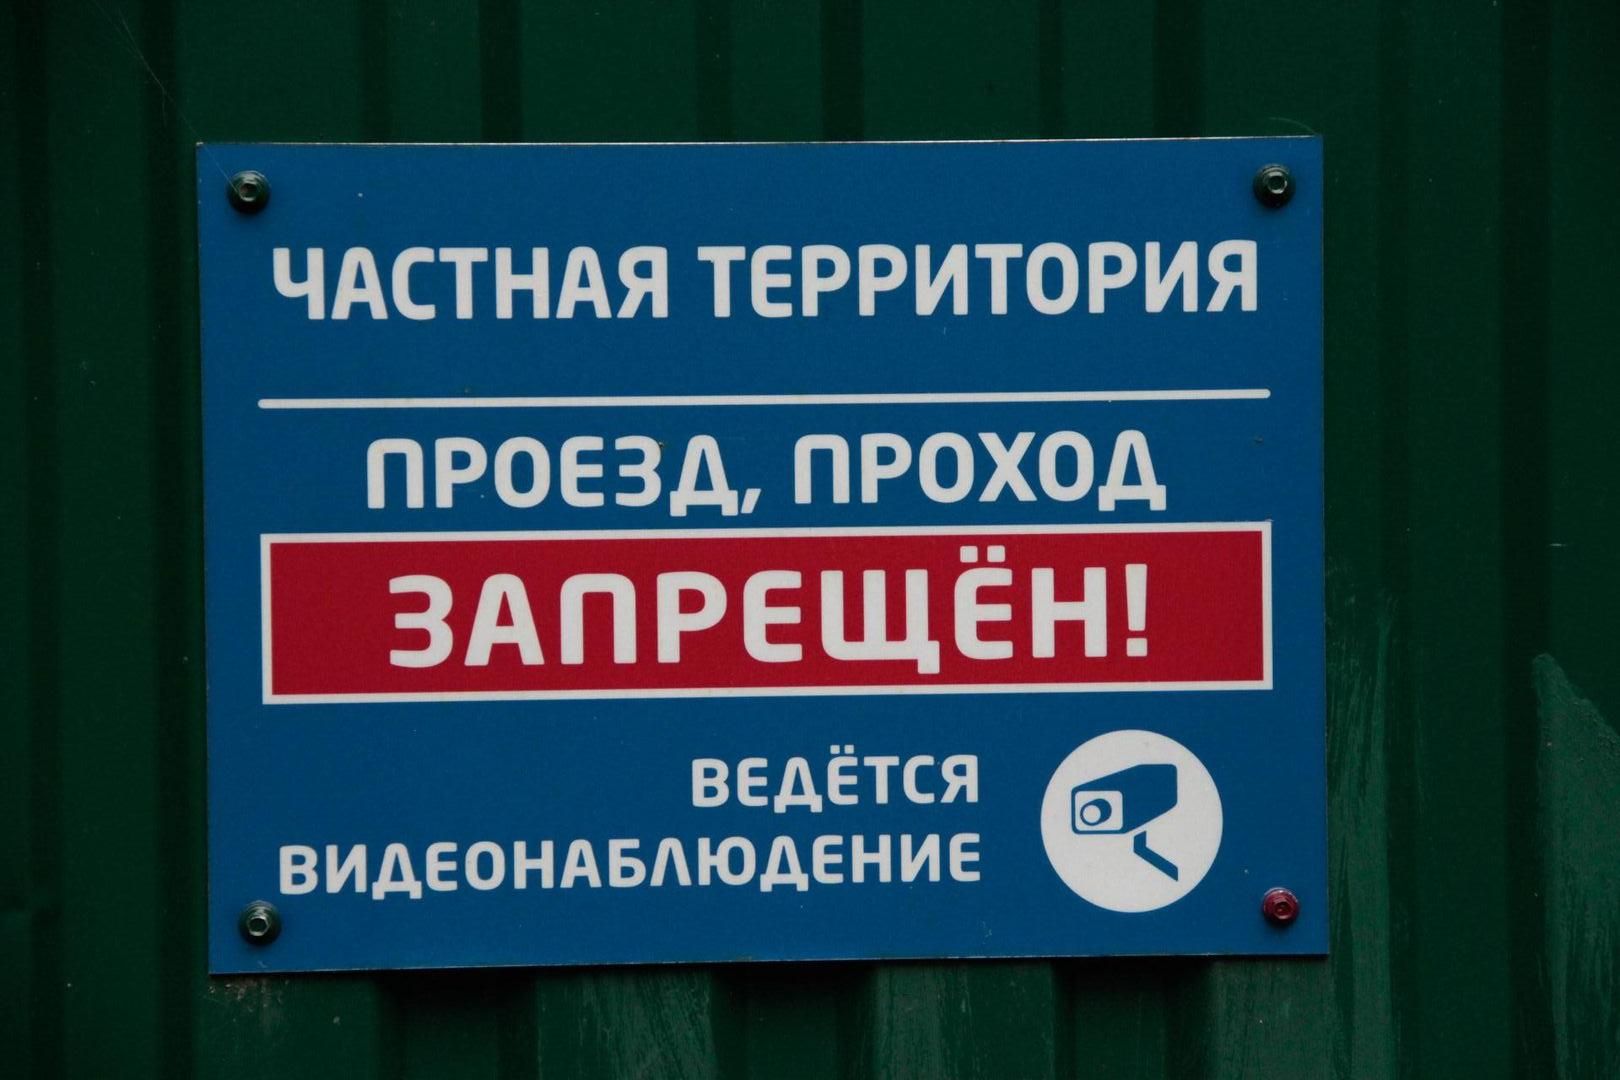 ЧАСТНАЯ ТЕРРИТОРИЯ
ПРОЕЗД, ПРОХОД
ЗАПРЕЩЁН!
ВЕДЁТСЯ
ВИДЕОНАБЛЮДЕНИЕ